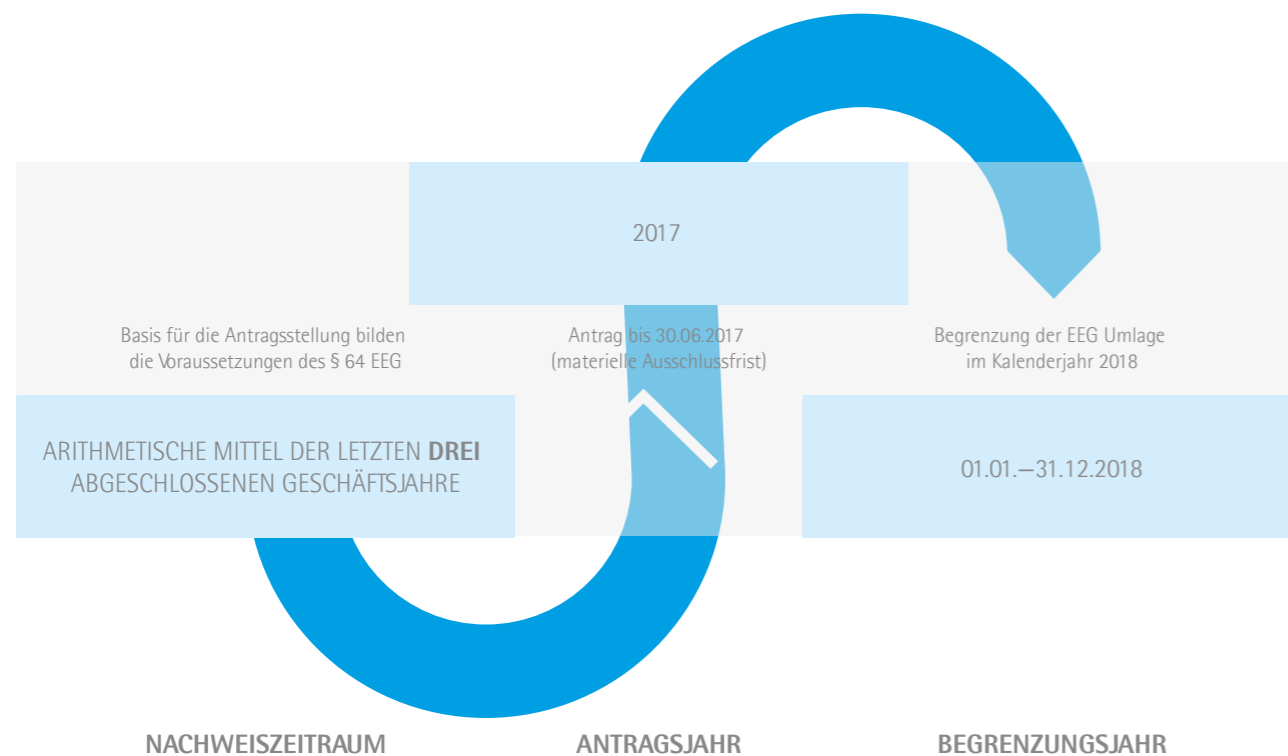 2017
Basis für die Antragsstellung bilden
die Voraussetzungen des § 64 EEG
Antrag bis 30.06.2017
(materielle Ausschlussfrist)
Begrenzung der EEG Umlage
im Kalenderjahr 2018
ARITHMETISCHE MITTEL DER LETZTEN DREI
ABGESCHLOSSENEN GESCHÄFTSJAHRE
01.01.–31.12.2018
NACHWEISZEITRAUM
ANTRAGSJAHR
BEGRENZUNGSJAHR